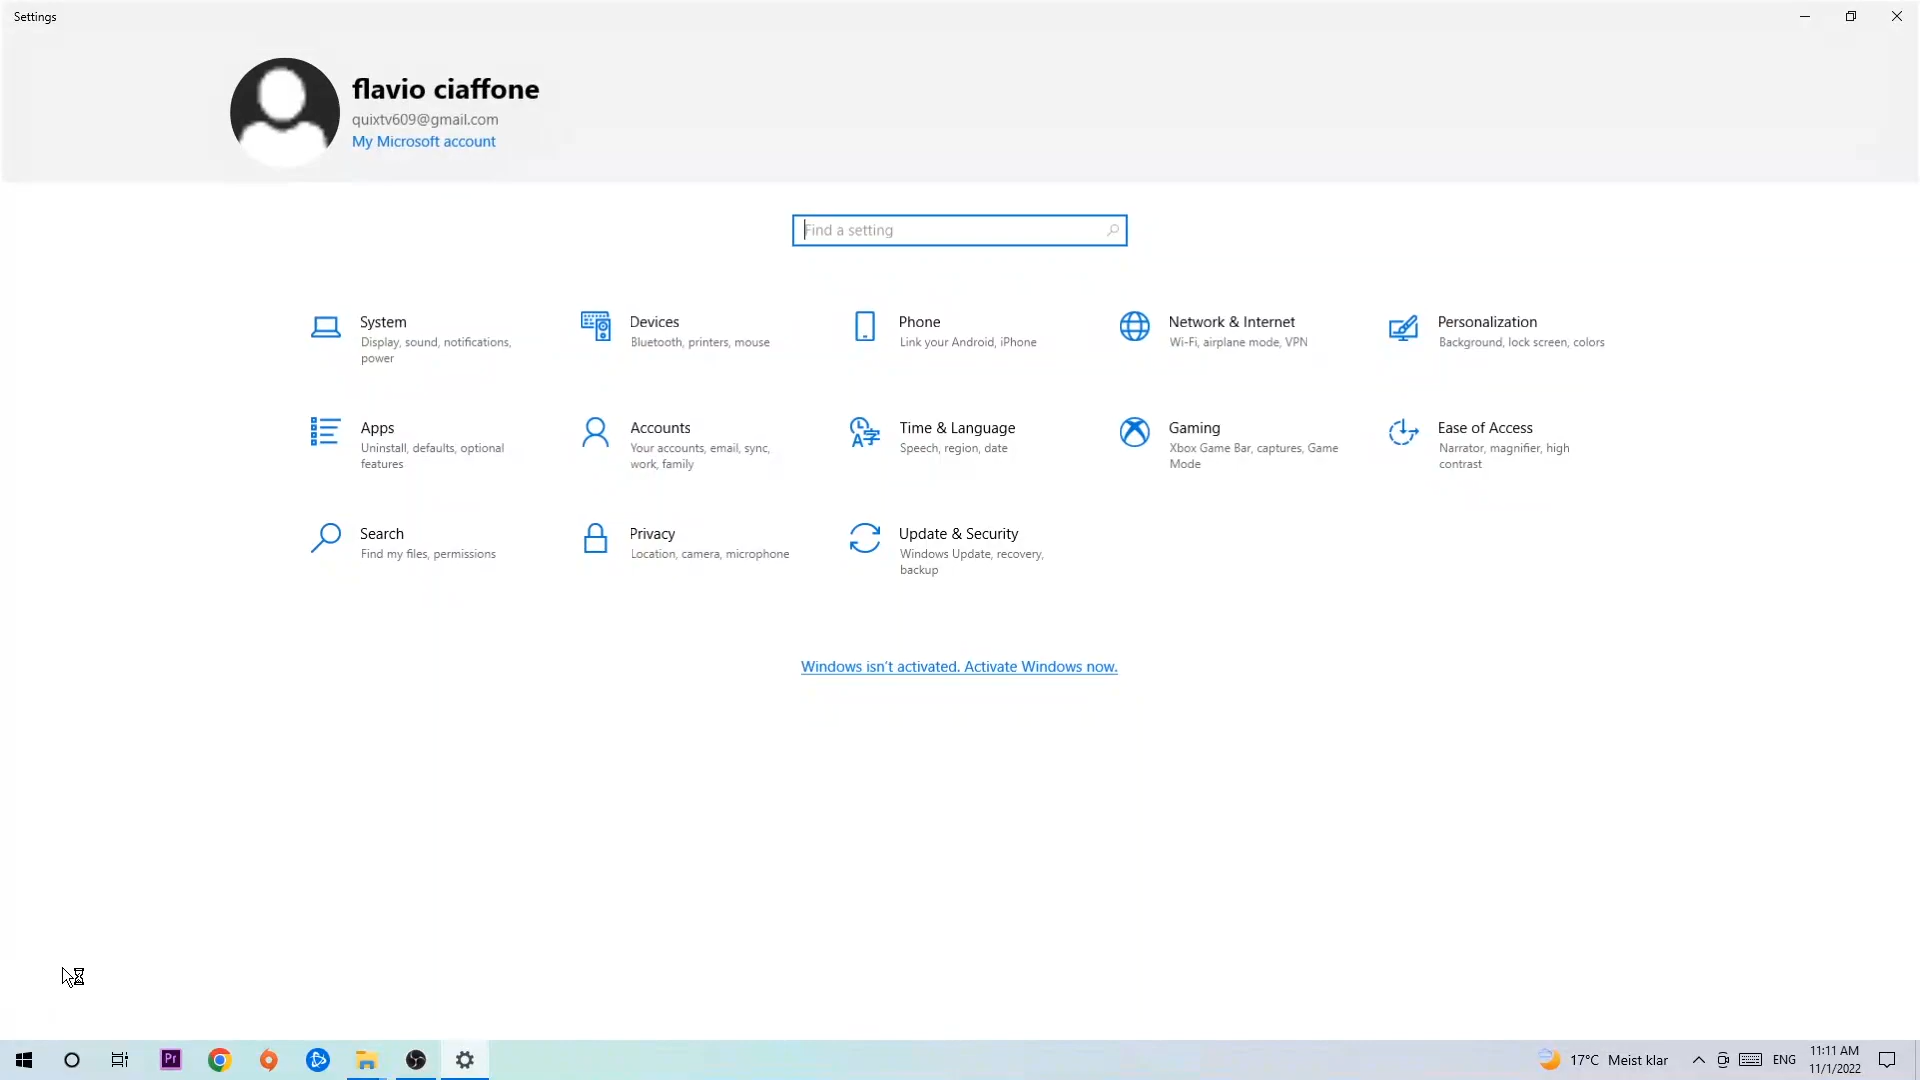 Settings
flavio ciaffone
quixtv609@gmail.com
My Microsoft account
Find a setting
System
Display, sound, notifications,
power
Devices
Bluetooth, printers, mouse
Phone
Link your Android, iPhone
Network & Internet
Wi-Fi, airplane mode, VPN
Personalization
Background, lock screen, colors
Apps
Uninstall, defaults, optional
features
Accounts
Your accounts, email, sync,
work, family
Time & Language
Speech, region, date
Gaming
Xbox Game Bar, captures, Game
Mode
Ease of Access
Narrator, magnifier, high
contrast
Search
Find my files, permissions
Privacy
Location, camera, microphone
Update & Security
Windows Update, recovery,
backup
Windows isn't activated. Activate Windows now.
Pr
17°C Meist klar
ENG
11:11 AM
11/1/2022